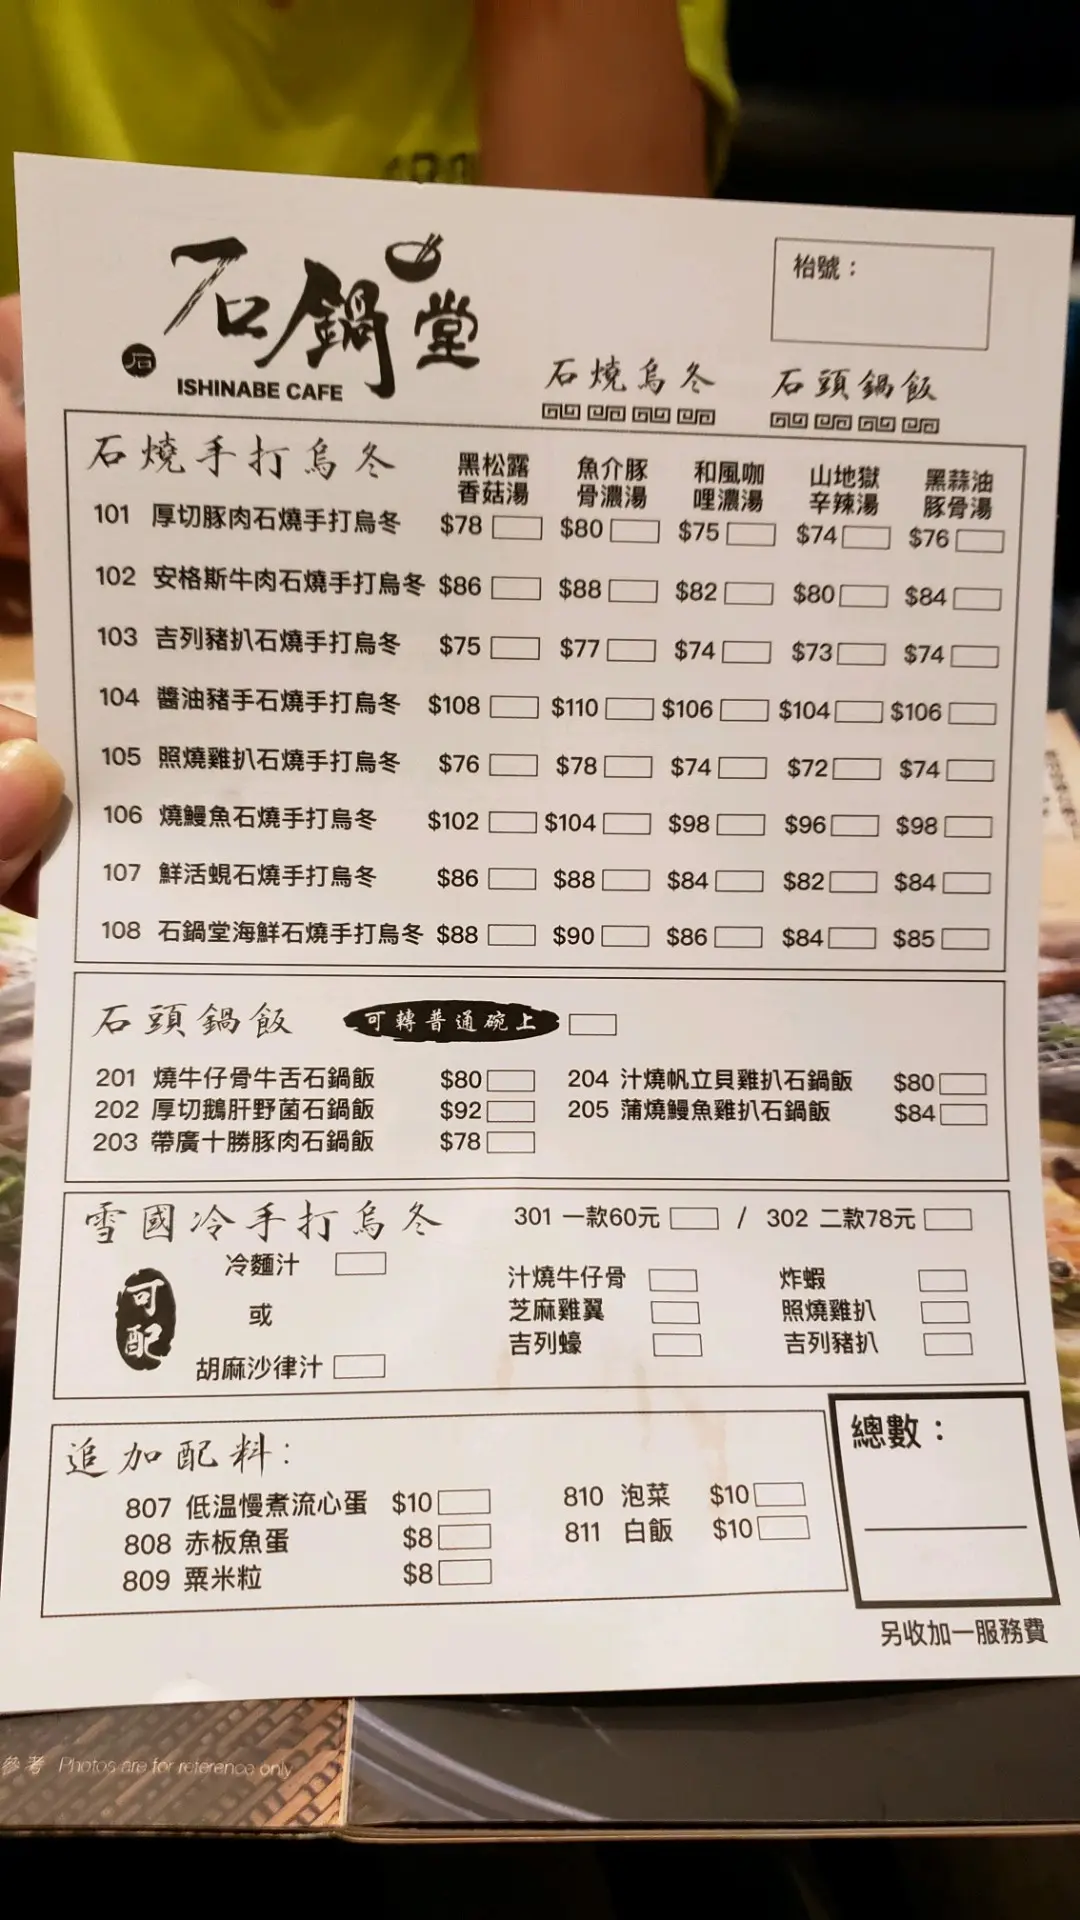 石鍋堂
石
ISHINABE CAFE
枱號：
石燒烏冬 石頭鍋飯
石燒手打烏冬 黑松露香菇湯 魚介豚骨濃湯 和風咖哩濃湯 山地獄辛辣湯 黑蒜油豚骨湯
101 厚切豚肉石燒手打烏冬 $78 $80 $75 $74 $76
102 安格斯牛肉石燒手打烏冬 $86 $88 $82 $80 $84
103 吉列豬扒石燒手打烏冬 $75 $77 $74 $73 $74
104 醬油豬手石燒手打烏冬 $108 $110 $106 $104 $106
105 照燒雞扒石燒手打烏冬 $76 $78 $74 $72 $74
106 燒鰻魚石燒手打烏冬 $102 $104 $98 $96 $98
107 鮮活蜆石燒手打烏冬 $86 $88 $84 $82 $84
108 石鍋堂海鮮石燒手打烏冬 $88 $90 $86 $84 $85
石頭鍋飯 可轉普通碗上
201 燒牛仔骨牛舌石鍋飯 $80 204 汁燒帆立貝雞扒石鍋飯 $80
202 厚切鵝肝野菌石鍋飯 $92 205 蒲燒鰻魚雞扒石鍋飯 $84
203 帶廣十勝豚肉石鍋飯 $78
雪國冷手打烏冬 301 一款60元 / 302 二款78元
可配
冷麵汁
或
胡麻沙律汁
汁燒牛仔骨 炸蝦
芝麻雞翼 照燒雞扒
吉列蠔 吉列豬扒
追加配料:
807 低温慢煮流心蛋 $10 810 泡菜 $10
808 赤板魚蛋 $8 811 白飯 $10
809 粟米粒 $8
總數：
另收加一服務費
參考 Photos are for reference only